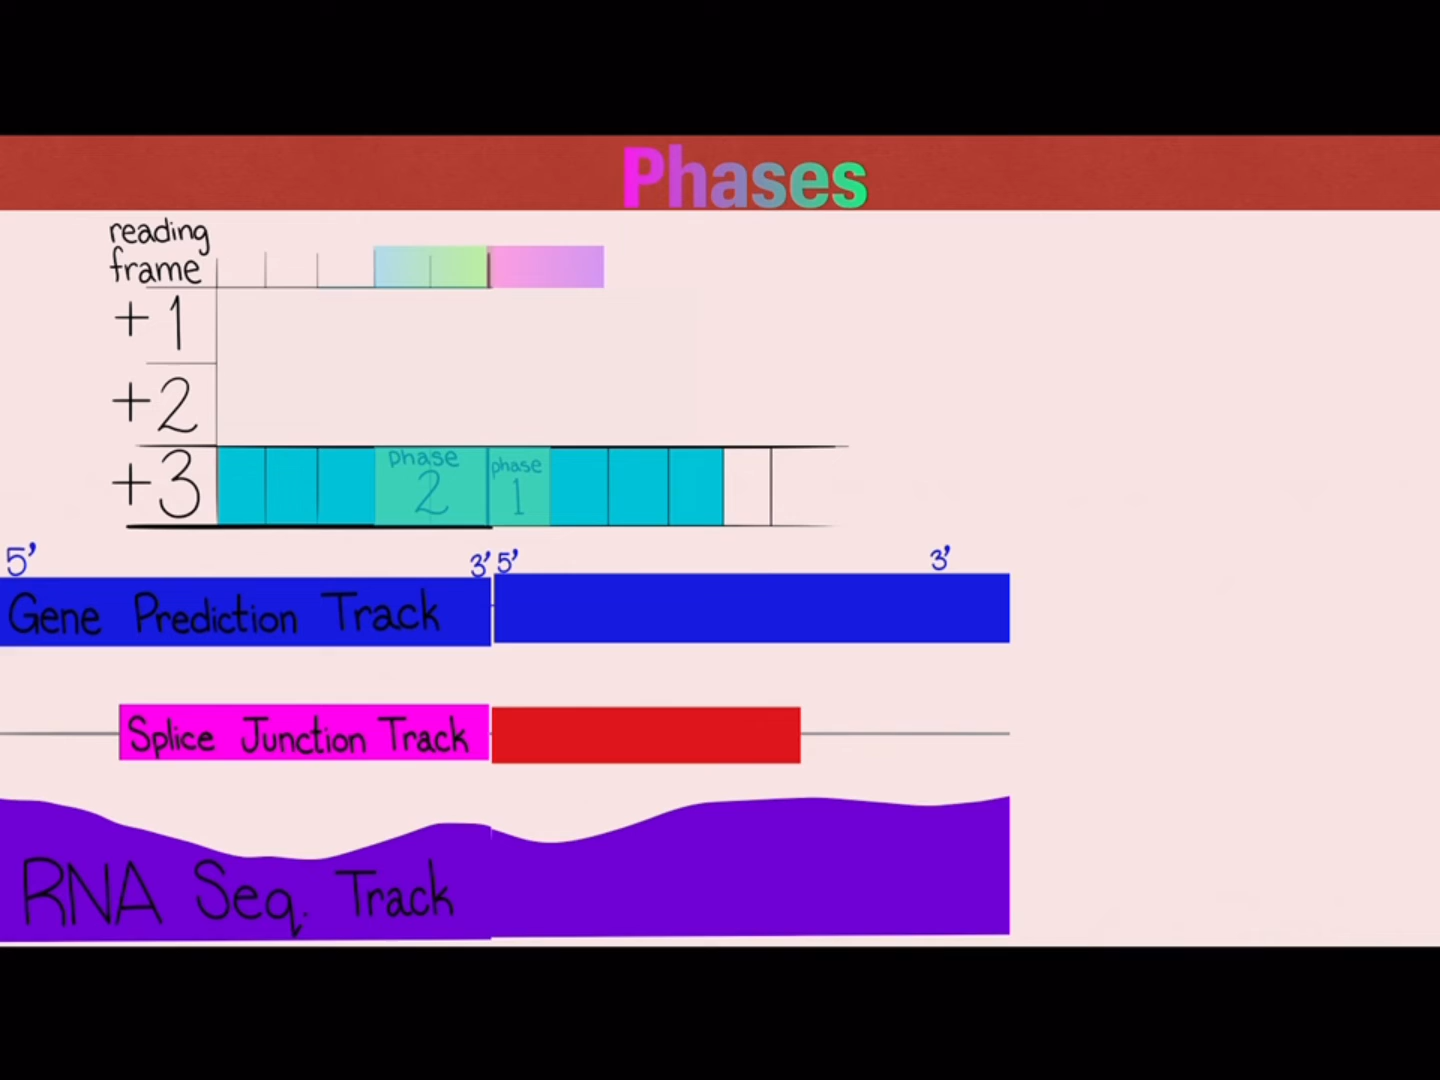 Phases
reading
frame
+1
+2
+3
phase
2
phase
1
5’
3’
5’
3’
Gene Prediction Track
Splice Junction Track
RNA Seq. Track